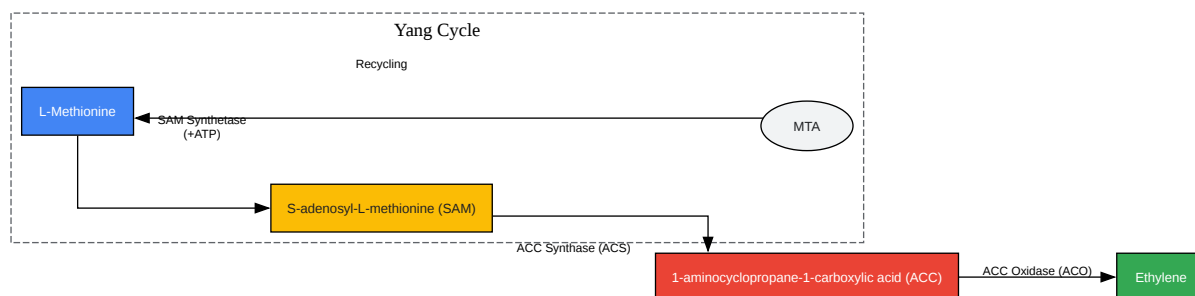 Yang Cycle
Recycling
L-Methionine
SAM Synthetase
(+ATP)
MTA
S-adenosyl-L-methionine (SAM)
ACC Synthase (ACS)
1-aminocyclopropane-1-carboxylic acid (ACC)
ACC Oxidase (ACO)
Ethylene